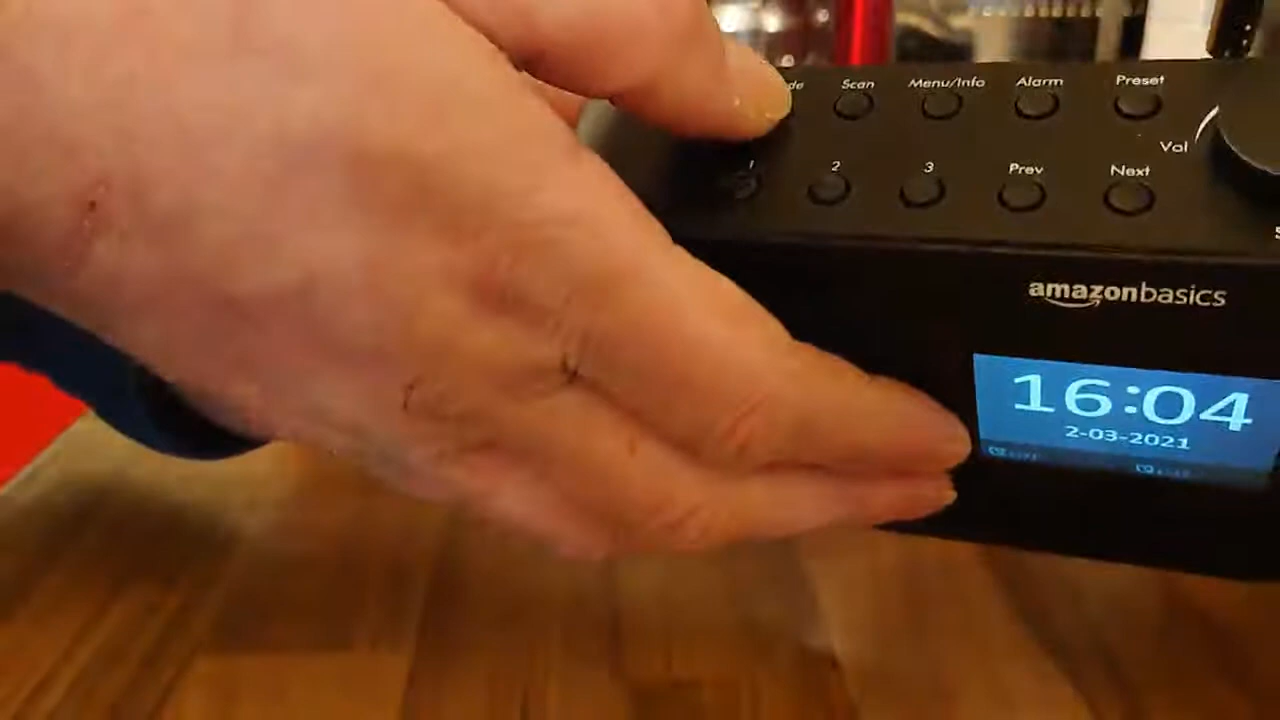 Scan Menu/Info Alarm Preset
Vol
1 2 3 Prev Next
amazonbasics
16:04
2-03-2021